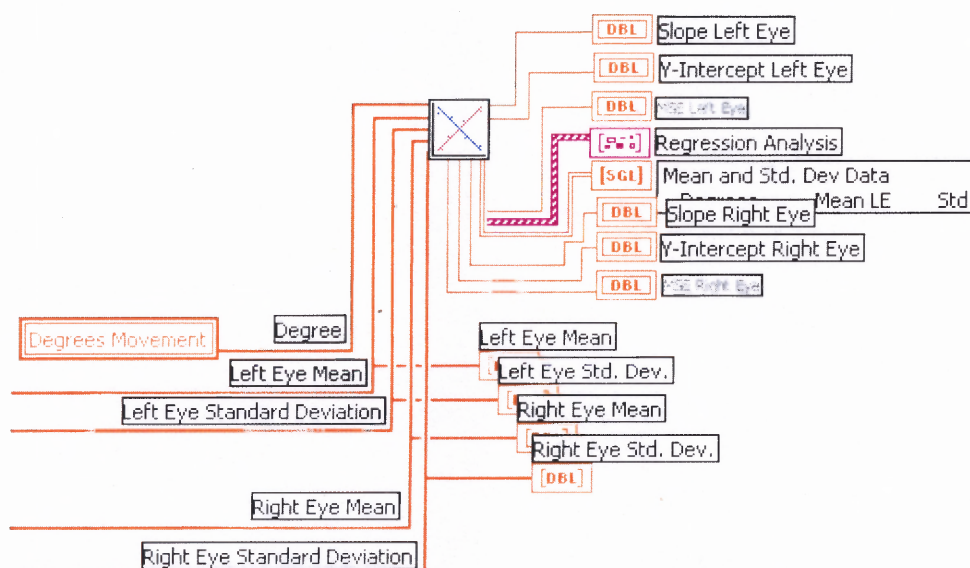 DBL Slope Left Eye
DBL Y-Intercept Left Eye
DBL MSE Left Eye
Regression Analysis
[SGL] Mean and Std. Dev Data
Degrees Mean LE Std
DBL Slope Right Eye
DBL Y-Intercept Right Eye
DBL MSE Right Eye
Degrees Movement
Degree
Left Eye Mean
Left Eye Mean
Left Eye Std. Dev.
Left Eye Standard Deviation
Right Eye Mean
Right Eye Std. Dev.
[DBL]
Right Eye Mean
Right Eye Standard Deviation